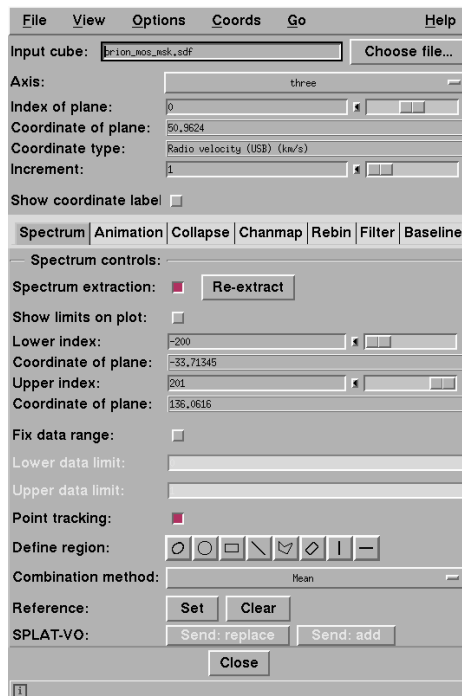 File View Options Coords Go Help
Input cube: orion_mos_msk.sdf Choose file...
Axis: three
Index of plane: 0
Coordinate of plane: 50.9624
Coordinate type: Radio velocity (USB) (km/s)
Increment: 1
Show coordinate label
Spectrum Animation Collapse Chanmap Rebin Filter Baseline
Spectrum controls:
Spectrum extraction: Re-extract
Show limits on plot:
Lower index: -200
Coordinate of plane: -33.71345
Upper index: 201
Coordinate of plane: 136.0616
Fix data range:
Lower data limit:
Upper data limit:
Point tracking:
Define region:
Combination method: Mean
Reference: Set Clear
SPLAT-VO: Send: replace Send: add
Close
i